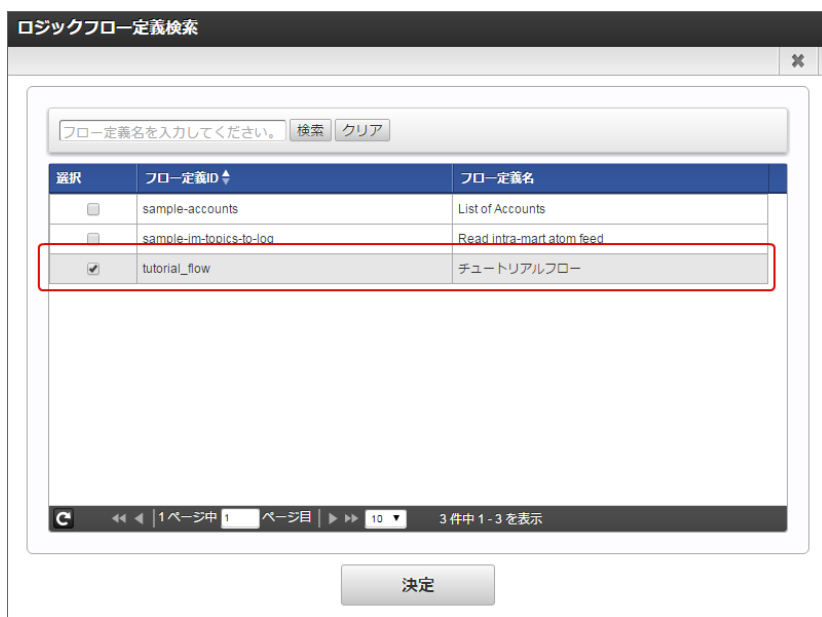 ロジックフロー定義検索
フロー定義名を入力してください。 検索 クリア
選択 フロー定義ID フロー定義名
sample-accounts List of Accounts
sample-im-topics-to-log Read intra-mart atom feed
tutorial_flow チュートリアルフロー
1ページ中 1 ページ目 10 3 件中 1 - 3 を表示
決定